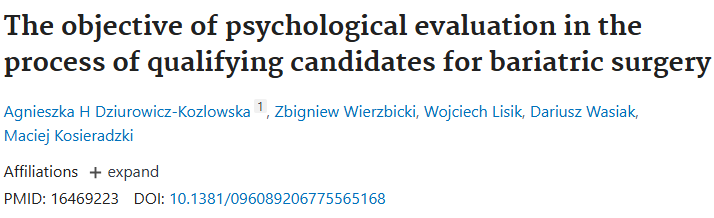 The objective of psychological evaluation in the
process of qualifying candidates for bariatric surgery
Agnieszka H Dziurowicz-Kozlowska 1, Zbigniew Wierzbicki, Wojciech Lisik, Dariusz Wasiak,
Maciej Kosieradzki
Affiliations + expand
PMID: 16469223 DOI: 10.1381/096089206775565168